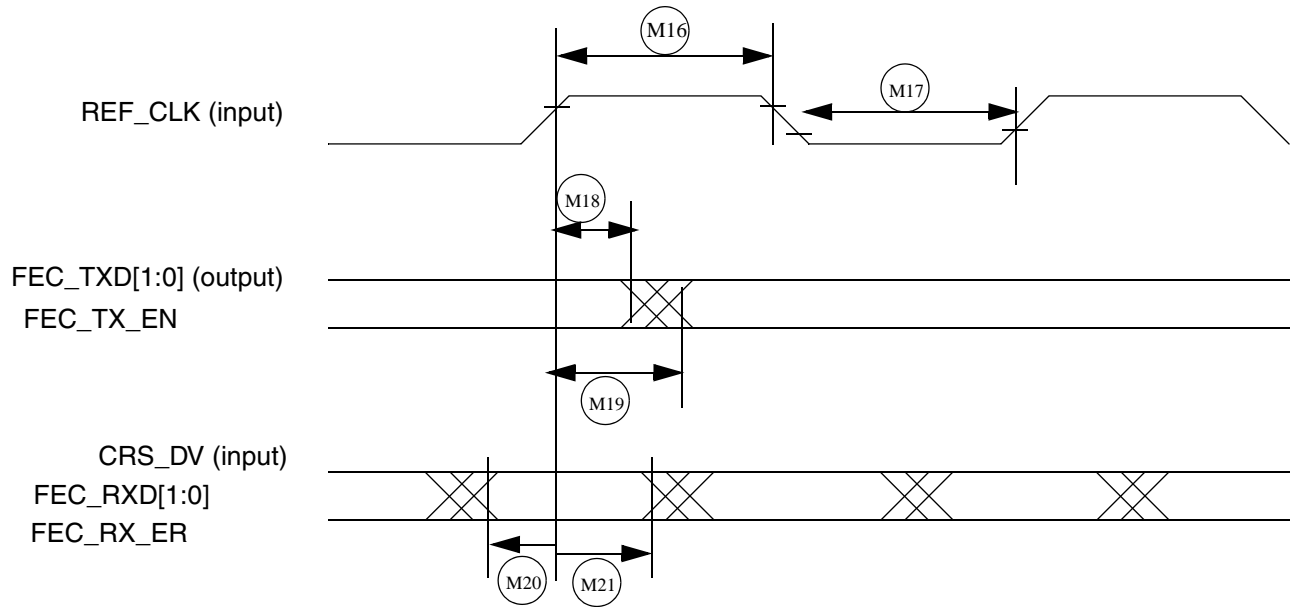 M16
M17
REF_CLK (input)
M18
FEC_TXD[1:0] (output)
FEC_TX_EN
M19
CRS_DV (input)
FEC_RXD[1:0]
FEC_RX_ER
M20
M21